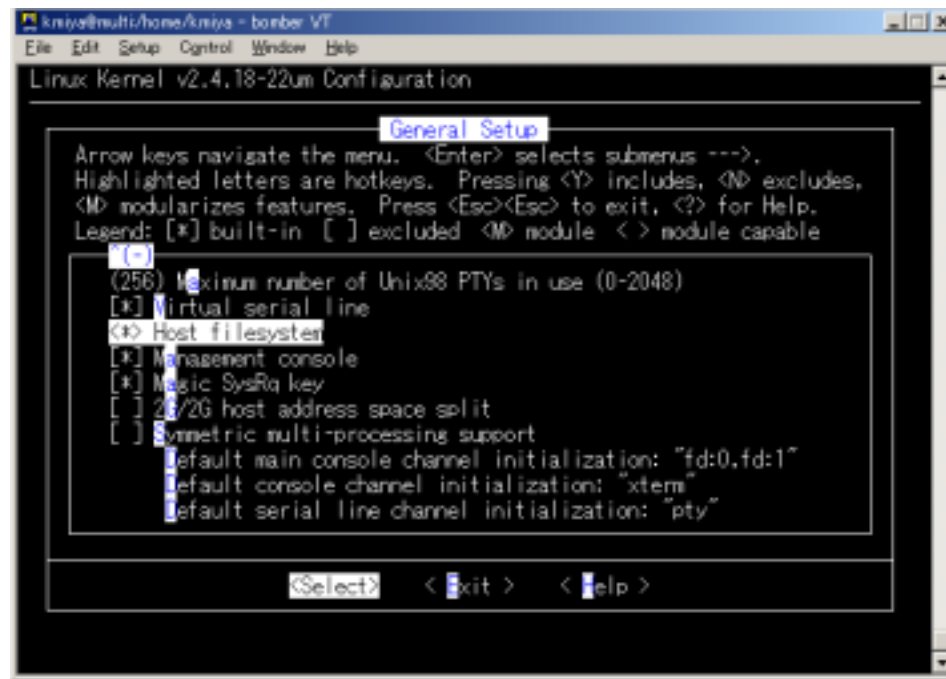 kmiya@multi/home/kmiya - bomber VT
File Edit Setup Control Window Help
Linux Kernel v2.4.18-22um Configuration
General Setup
Arrow keys navigate the menu. <Enter> selects submenus --->.
Highlighted letters are hotkeys. Pressing <Y> includes, <N> excludes,
<M> modularizes features. Press <Esc><Esc> to exit, <?> for Help.
Legend: [*] built-in [ ] excluded <M> module < > module capable
^(-)
(256) Maximum number of Unix98 PTYs in use (0-2048)
[*] Virtual serial line
<*> Host filesystem
[*] Management console
[*] Magic SysRq key
[ ] 2G/2G host address space split
[ ] Symmetric multi-processing support
Default main console channel initialization: "fd:0,fd:1"
Default console channel initialization: "xterm"
Default serial line channel initialization: "pty"
<Select> < Exit > < Help >